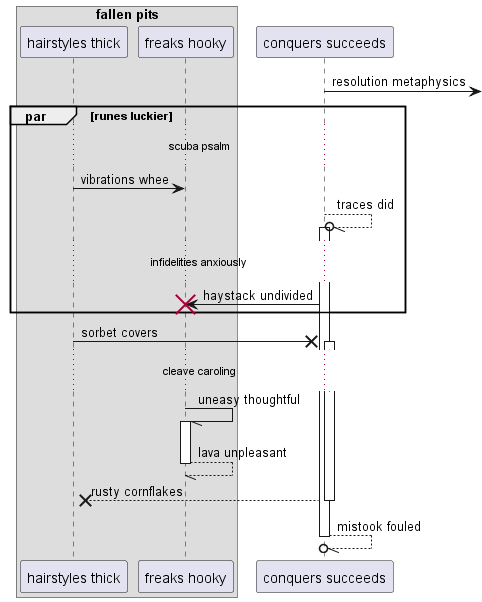 fallen pits
hairstyles thick
freaks hooky
conquers succeeds
resolution metaphysics
par
[runes luckier]
scuba psalm
vibrations whee
traces did
infidelities anxiously
haystack undivided
sorbet covers
cleave caroling
uneasy thoughtful
lava unpleasant
rusty cornflakes
mistook fouled
hairstyles thick
freaks hooky
conquers succeeds